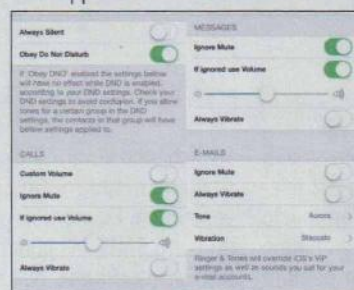 Always Silent
Obey Do Not Disturb
If 'Obey DND' enabled the settings below
will have no effect while DND is enabled,
according to your DND settings. Check your
DND settings to avoid confusion. If you allow
tones for a certain group in the DND
settings, the contacts in that group will have
below settings applied to.
CALLS
Custom Volume
Ignore Mute
If ignored use Volume
Always Vibrate
MESSAGES
Ignore Mute
If ignored use Volume
Always Vibrate
E-MAILS
Ignore Mute
Always Vibrate
Tone Aurora
Vibration Staccato
Ringer & Tones will override iOS's VIP
settings as well as sounds you set for your
e-mail accounts.